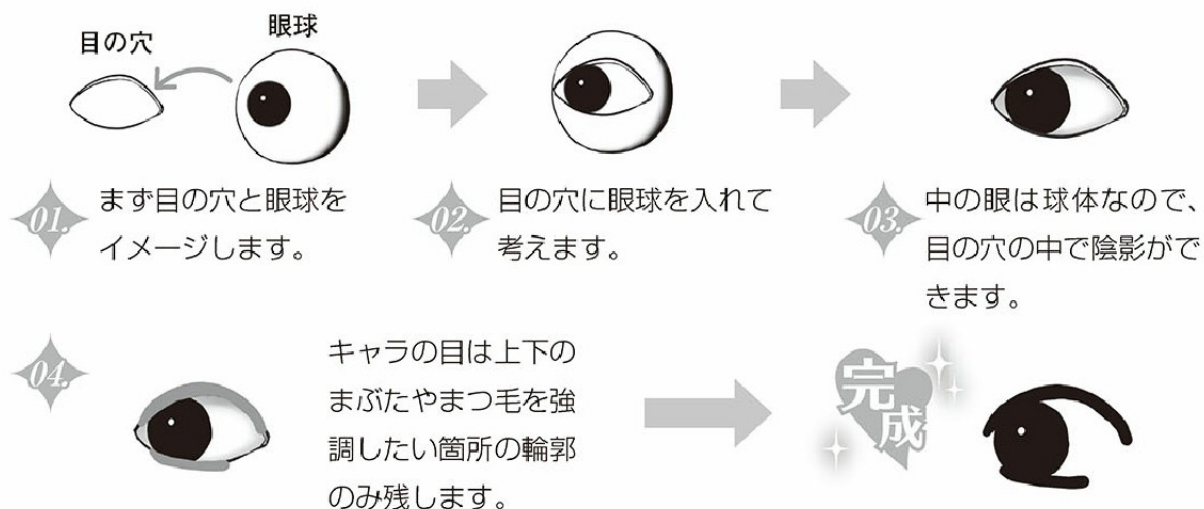 目の穴
眼球
01.
まず目の穴と眼球を
イメージします。
02.
目の穴に眼球を入れて
考えます。
03.
中の眼は球体なので、
目の穴の中で陰影がで
きます。
04.
キャラの目は上下の
まぶたやまつ毛を強
調したい箇所の輪郭
のみ残します。
完成